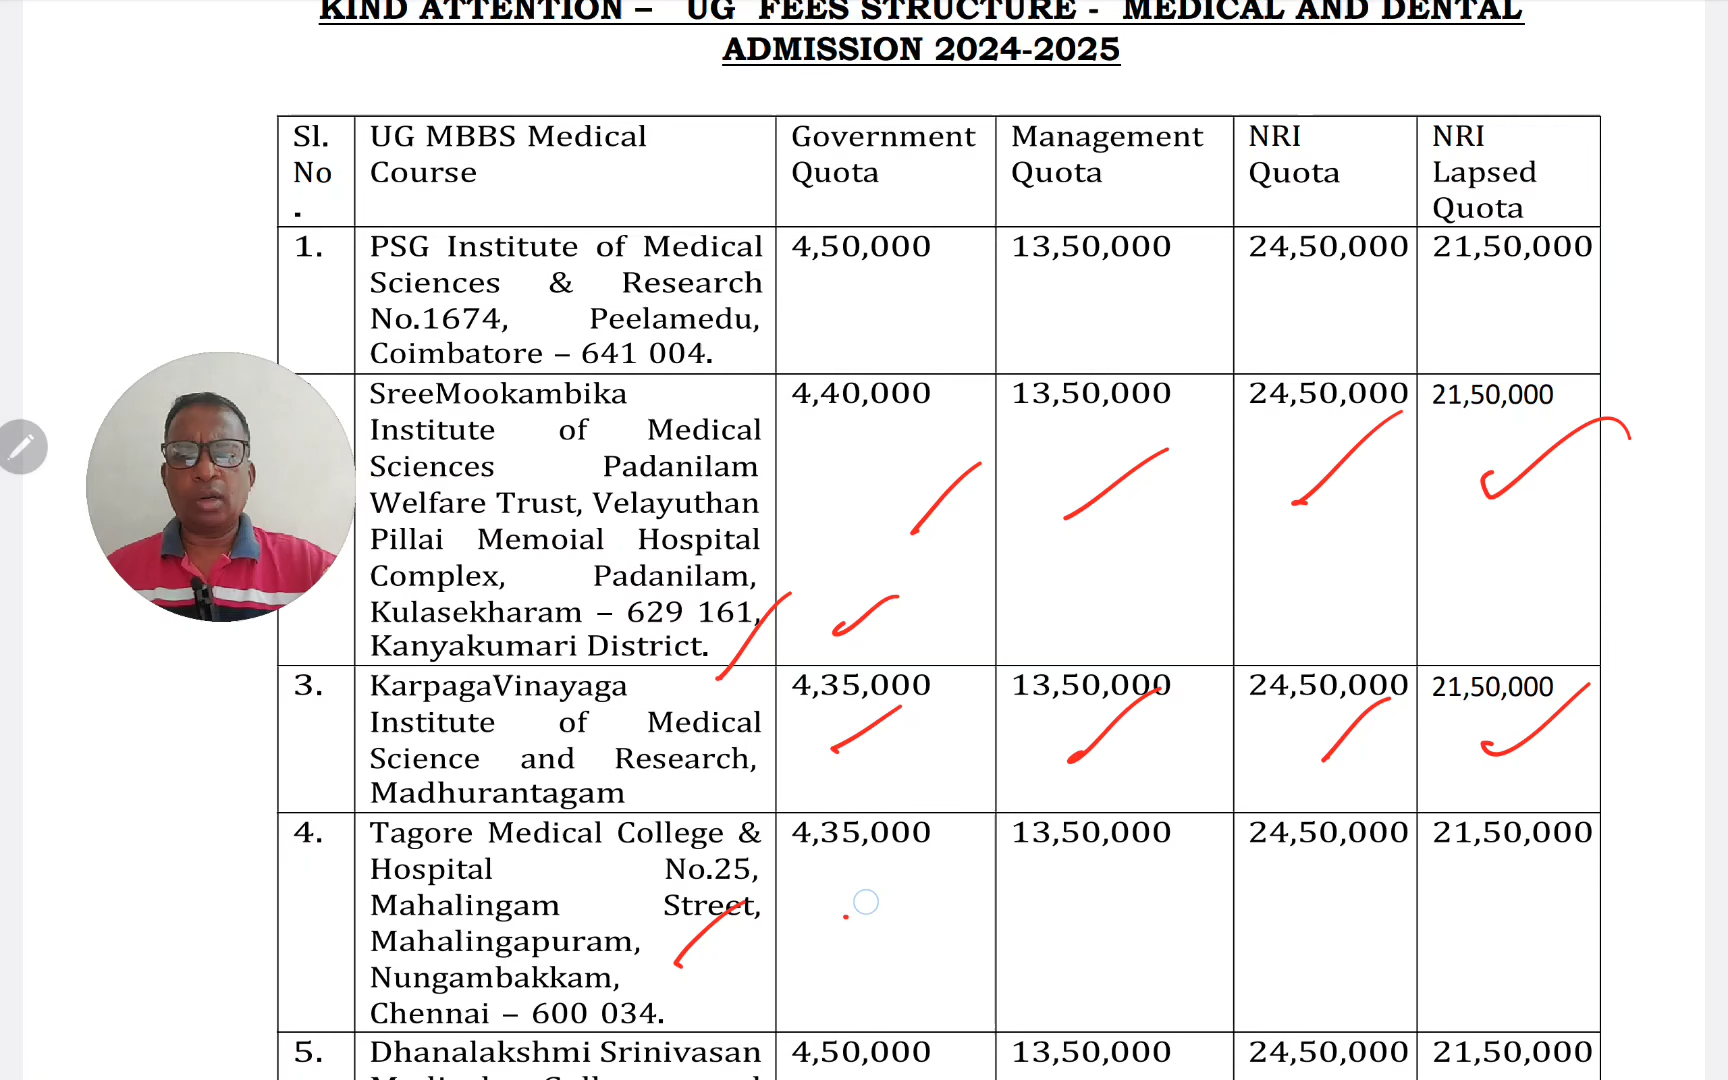 KIND ATTENTION – UG FEES STRUCTURE - MEDICAL AND DENTAL
ADMISSION 2024-2025
Sl. No . UG MBBS Medical Course Government Quota Management Quota NRI Quota NRI Lapsed Quota
1. PSG Institute of Medical 4,50,000 13,50,000 24,50,000 21,50,000
Sciences & Research
No.1674, Peelamedu,
Coimbatore – 641 004.
SreeMookambika 4,40,000 13,50,000 24,50,000 21,50,000
Institute of Medical
Sciences Padanilam
Welfare Trust, Velayuthan
Pillai Memoial Hospital
Complex, Padanilam,
Kulasekharam – 629 161,
Kanyakumari District.
3. KarpagaVinayaga 4,35,000 13,50,000 24,50,000 21,50,000
Institute of Medical
Science and Research,
Madhurantagam
4. Tagore Medical College & 4,35,000 13,50,000 24,50,000 21,50,000
Hospital No.25,
Mahalingam Street,
Mahalingapuram,
Nungambakkam,
Chennai – 600 034.
5. Dhanalakshmi Srinivasan 4,50,000 13,50,000 24,50,000 21,50,000